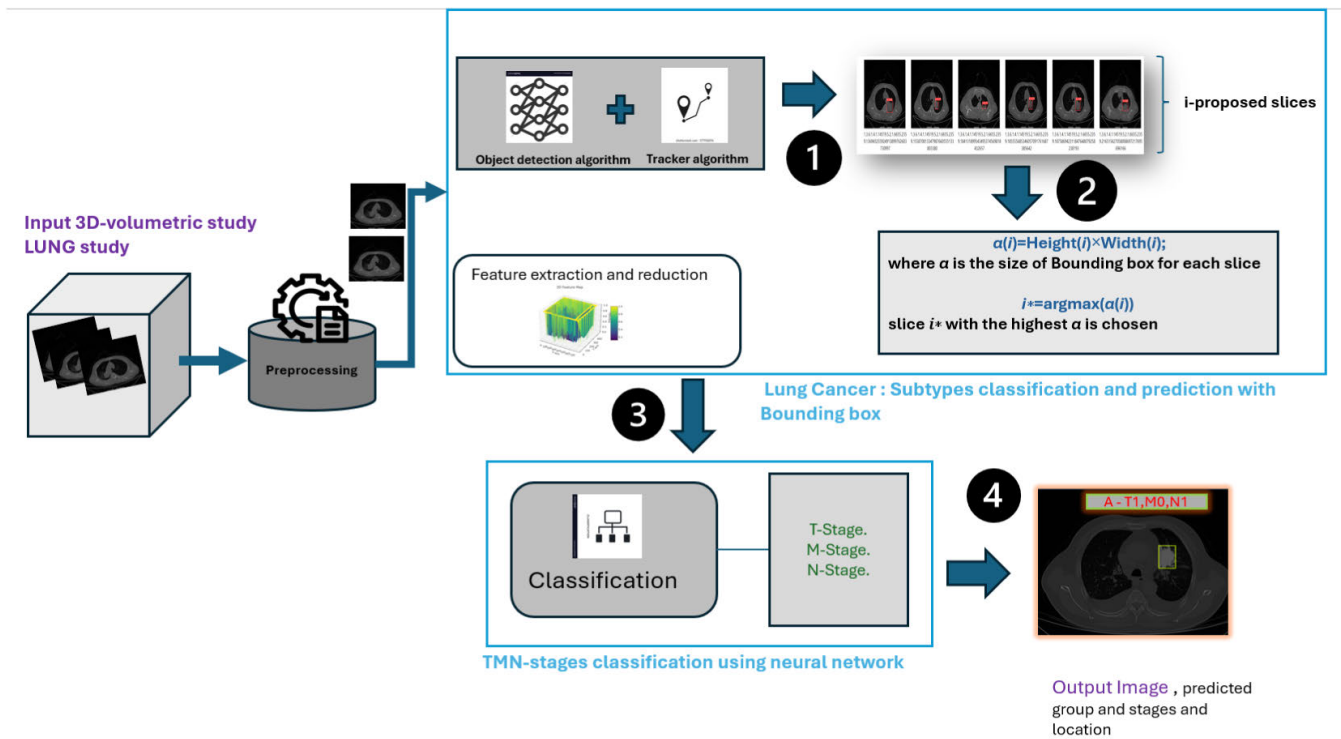 Input 3D-volumetric study
LUNG study
Preprocessing
Object detection algorithm
Tracker algorithm
1
i-proposed slices
2
α(i)=Height(i)×Width(i);
where α is the size of Bounding box for each slice
i∗=argmax(α(i))
slice i∗ with the highest α is chosen
Feature extraction and reduction
Lung Cancer : Subtypes classification and prediction with
Bounding box
3
Classification
T-Stage.
M-Stage.
N-Stage.
TMN-stages classification using neural network
4
A - T1,M0,N1
Output Image , predicted
group and stages and
location